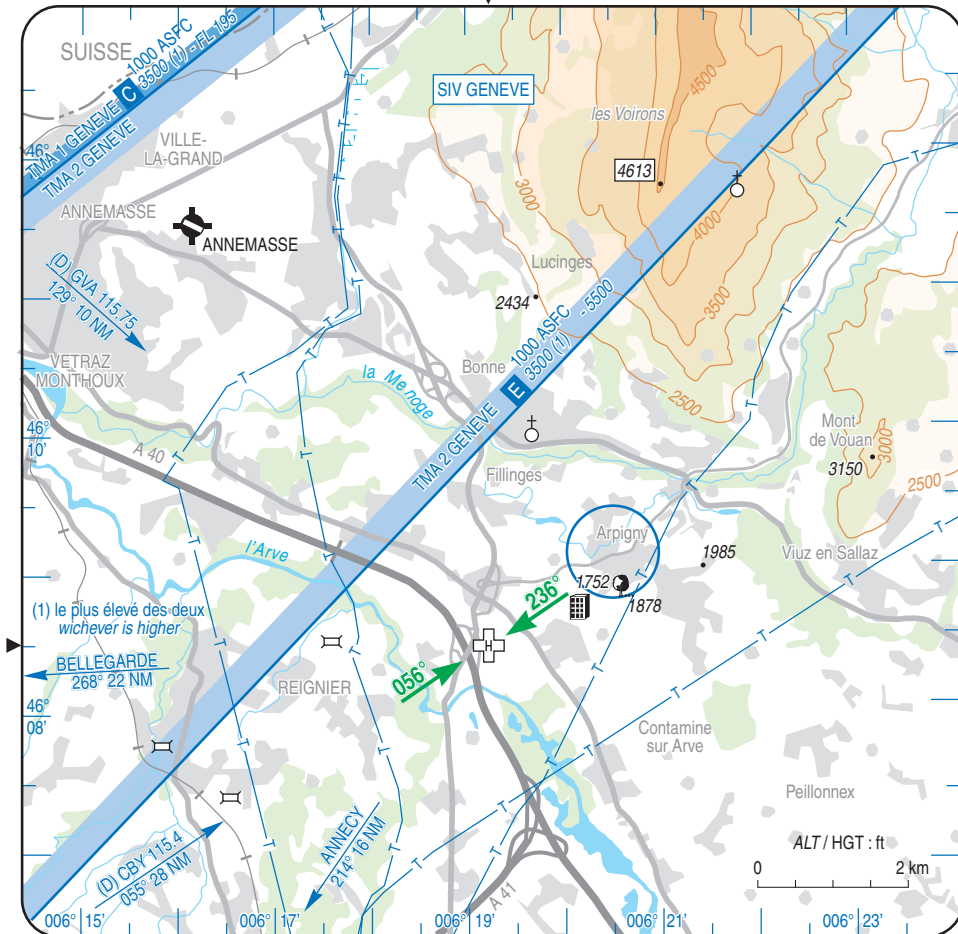 SUISSE
1000 ASFC
3500 (1) - FL 195
TMA 1 GENEVE C
TMA 2 GENEVE
46°
VILLE-
LA-GRAND
SIV GENEVE
les Voirons
4500
4613
3000
4000
3500
2500
ANNEMASSE
ANNEMASSE
(D) GVA 115.75
129° 10 NM
Lucinges
2434
VETRAZ
MONTHOUX
la Menoge
Bonne
1000 ASFC
3500 (1)
- 5500
TMA 2 GENEVE E
46°
10'
A 40
Fillinges
Mont
de Vouan
3150
3000
2500
l'Arve
Arpigny
1985
Viuz en Sallaz
1752
1878
236°
056°
H
(1) le plus élevé des deux
wichever is higher
BELLEGARDE
268° 22 NM
REIGNIER
46°
08'
Contamine
sur Arve
Peillonnex
(D) CBY 115.4
055° 28 NM
ANNECY
214° 16 NM
A 41
ALT / HGT : ft
0 2 km
006° 15' 006° 17' 006° 19' 006° 21' 006° 23'
T T T T T T T T T T T T T T T T T T T T